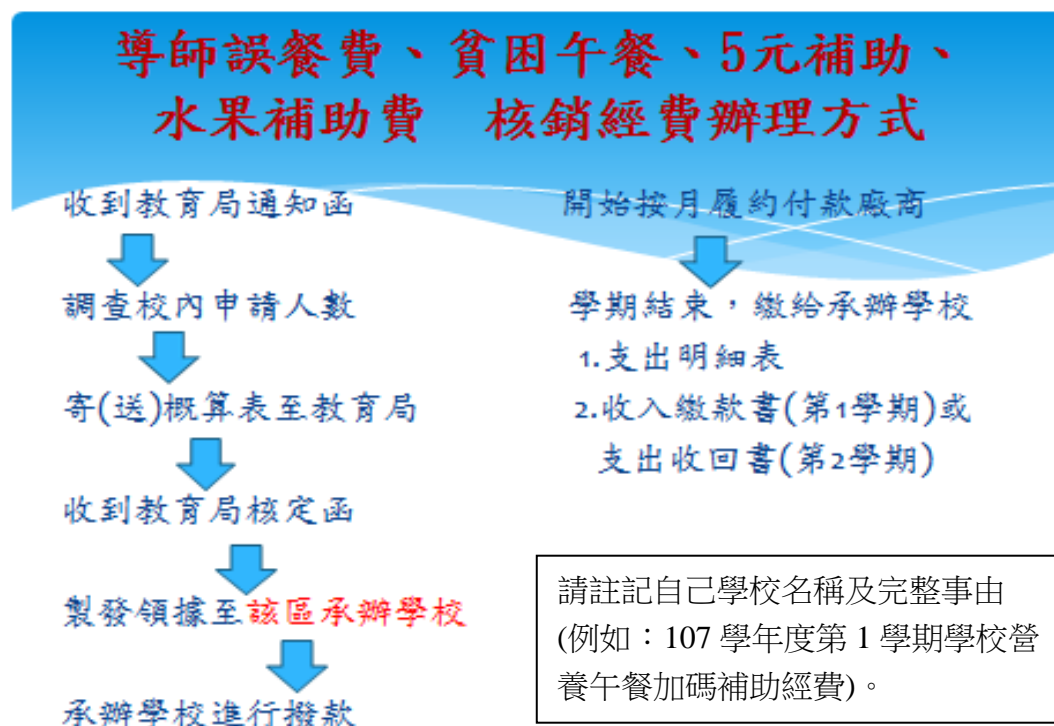 導師誤餐費、貧困午餐、5元補助、
水果補助費　核銷經費辦理方式
收到教育局通知函
調查校內申請人數
寄(送)概算表至教育局
收到教育局核定函
製發領據至該區承辦學校
承辦學校進行撥款
開始按月履約付款廠商
學期結束，繳給承辦學校
1.支出明細表
2.收入繳款書(第1學期)或
支出收回書(第2學期)
請註記自己學校名稱及完整事由
(例如：107 學年度第 1 學期學校營
養午餐加碼補助經費)。